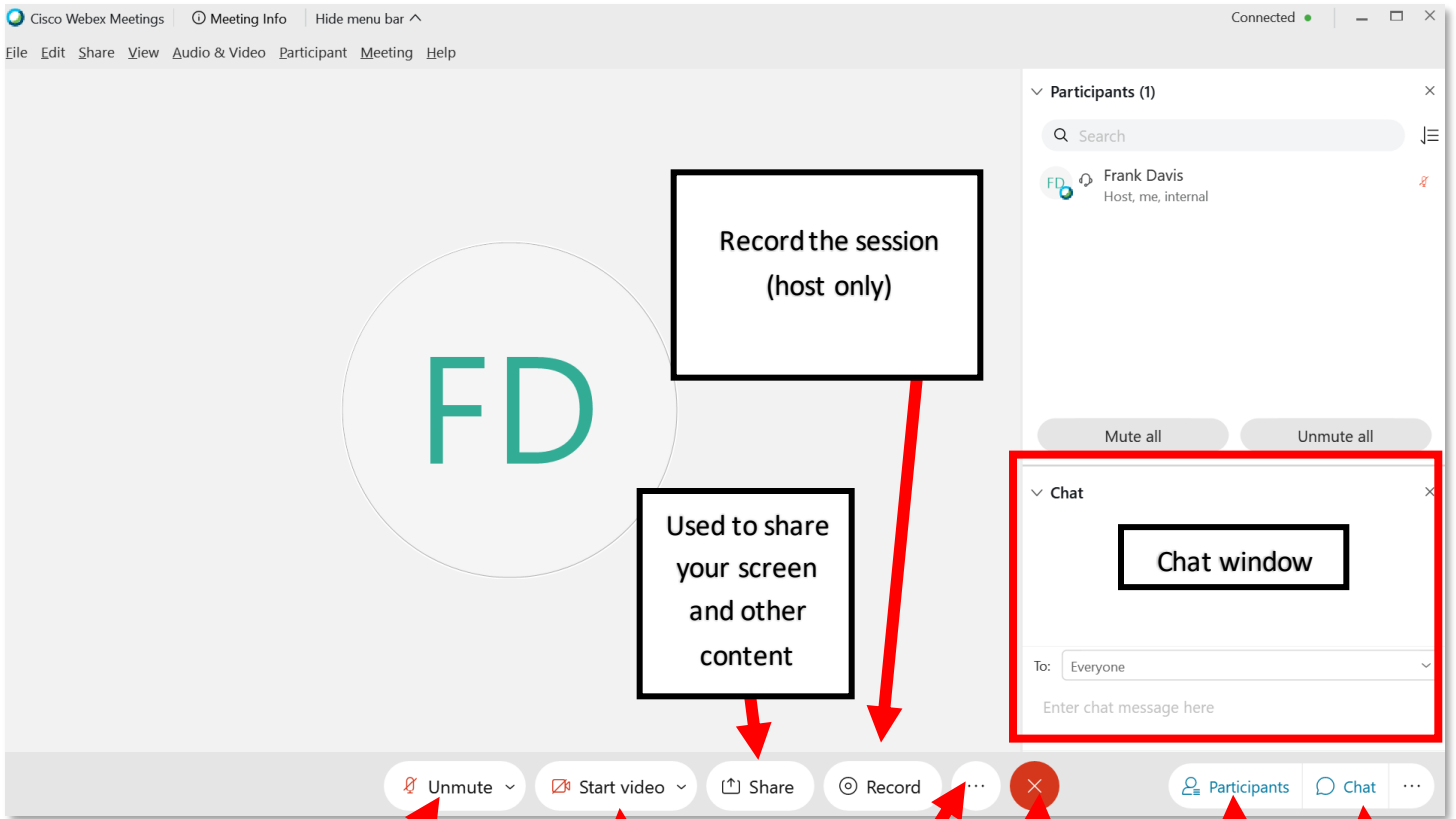 Cisco Webex Meetings Meeting Info Hide menu bar Connected
File Edit Share View Audio & Video Participant Meeting Help
Participants (1)
Search
FD Frank Davis
Host, me, internal
Record the session
(host only)
FD
Mute all Unmute all
Chat
Used to share
your screen
and other
content
Chat window
To: Everyone
Enter chat message here
Unmute Start video Share Record ... Participants Chat ...